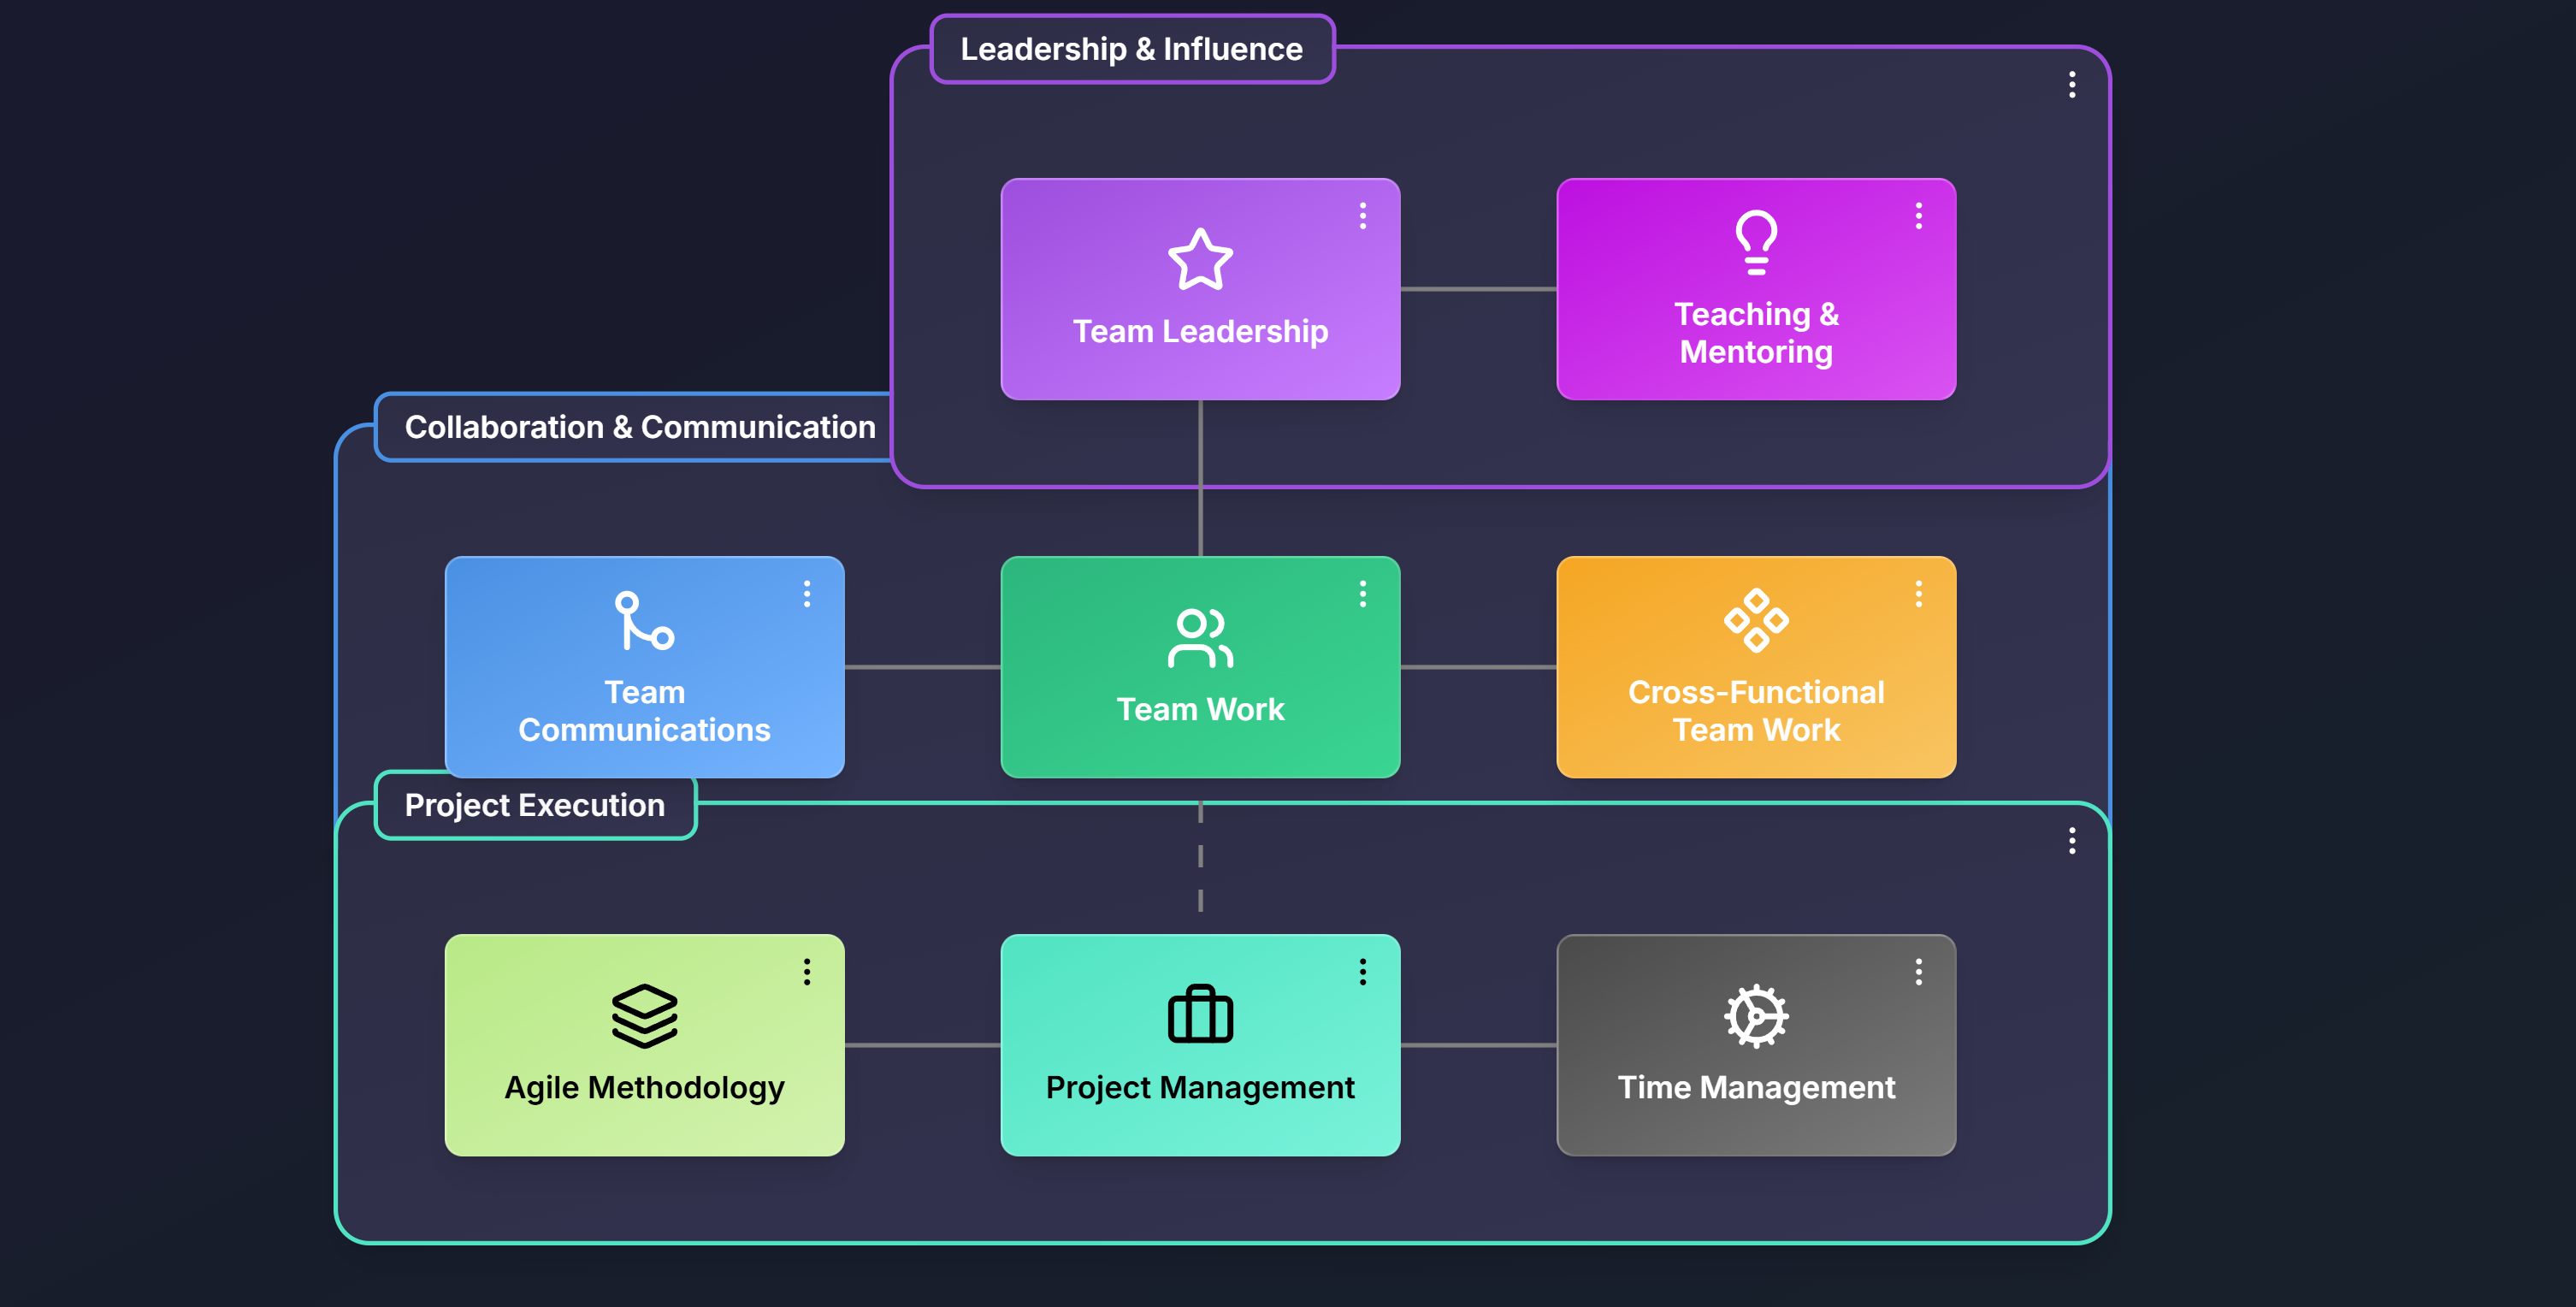 Leadership & Influence
Team Leadership
Teaching &
Mentoring
Collaboration & Communication
Team
Communications
Team Work
Cross-Functional
Team Work
Project Execution
Agile Methodology
Project Management
Time Management